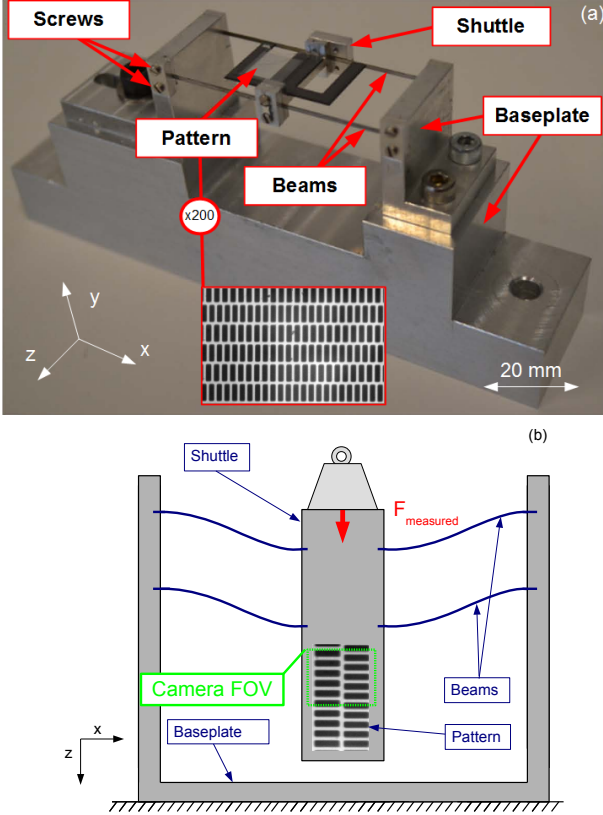 (a)
Screws
Shuttle
Pattern
Beams
Baseplate
x200
y
z
x
20 mm
(b)
Shuttle
F measured
Camera FOV
Beams
x
z
Baseplate
Pattern